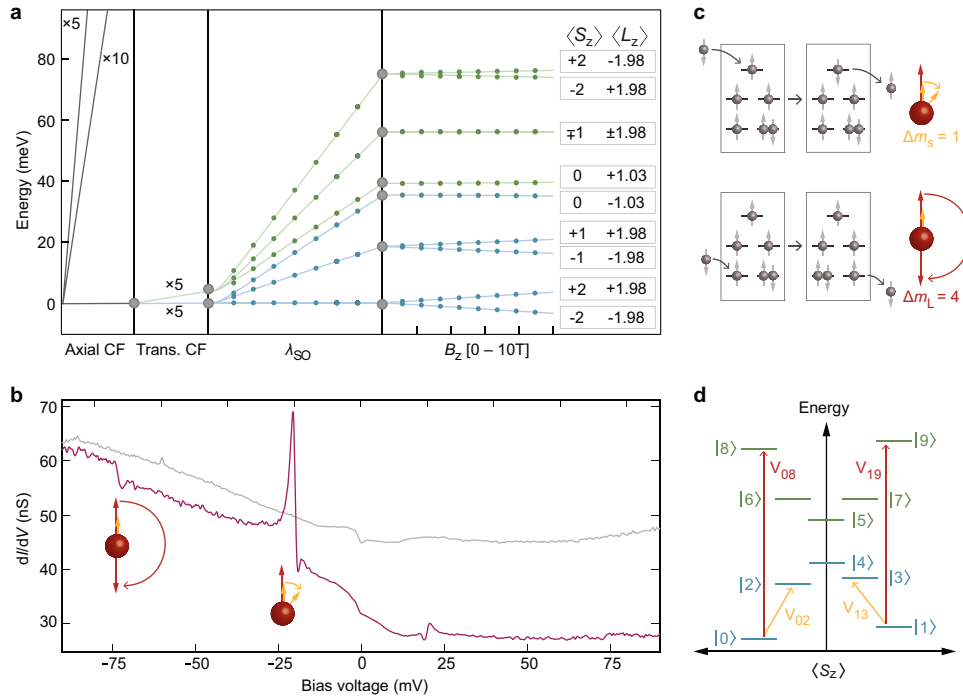 a
×5
×10
×5
×5
80
60
40
20
0
Energy (meV)
Axial CF
Trans. CF
λSO
Bz [0 – 10T]
⟨Sz⟩ ⟨Lz⟩
+2 -1.98
-2 +1.98
∓1 ±1.98
0 +1.03
0 -1.03
+1 +1.98
-1 -1.98
+2 +1.98
-2 -1.98
b
70
60
50
40
30
dI/dV (nS)
-75 -50 -25 0 25 50 75
Bias voltage (mV)
c
Δms = 1
ΔmL = 4
d
Energy
|8⟩
|9⟩
V08
V19
|6⟩
|7⟩
|5⟩
|4⟩
|2⟩
|3⟩
V02
V13
|0⟩
|1⟩
⟨Sz⟩